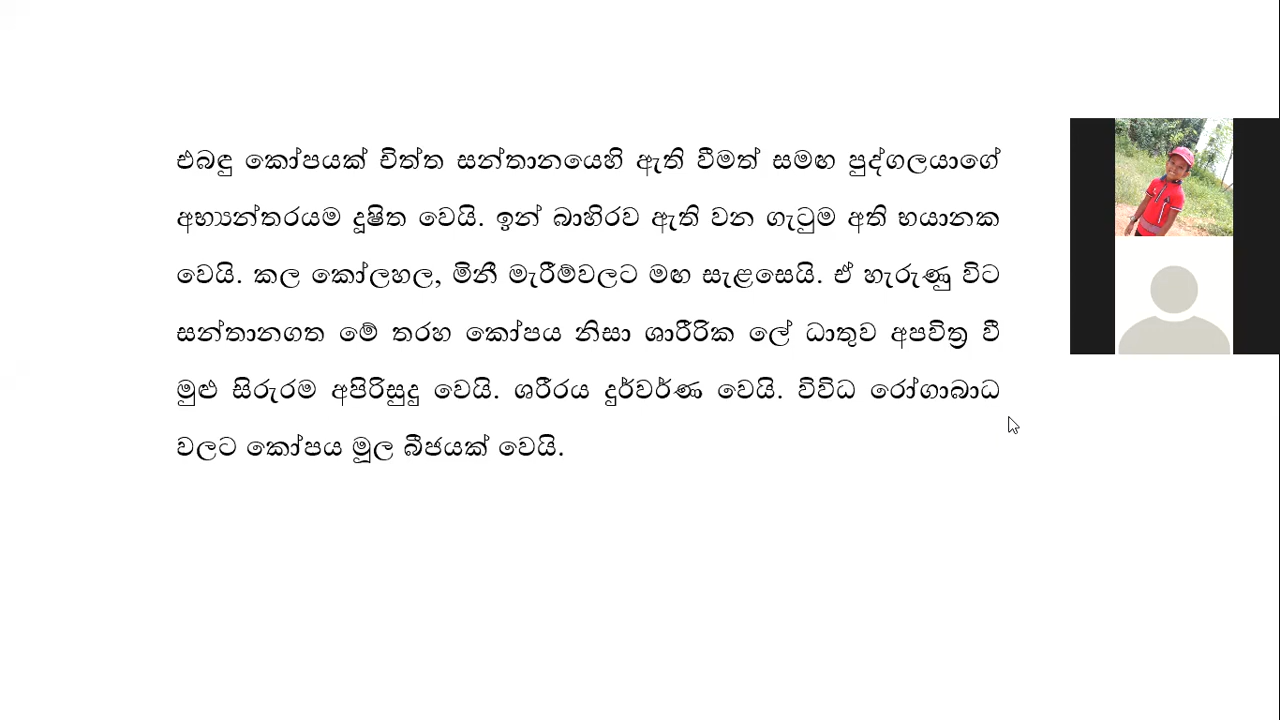 එබඳු කෝපයක් චිත්ත සන්තානයෙහි ඇති වීමත් සමඟ පුද්ගලයාගේ
අභ්‍යන්තරයම දූෂිත වෙයි. ඉන් බාහිරව ඇති වන ගැටුම අති භයානක
වෙයි. කල කෝලහල, මිනී මැරීම්වලට මඟ සැළසෙයි. ඒ හැරුණු විට
සන්තානගත මේ තරහ කෝපය නිසා ශාරීරික ලේ ධාතුව අපවිත්‍ර වී
මුළු සිරුරම අපිරිසුදු වෙයි. ශරීරය දුර්වර්ණ වෙයි. විවිධ රෝගාබාධ
වලට කෝපය මූල බීජයක් වෙයි.